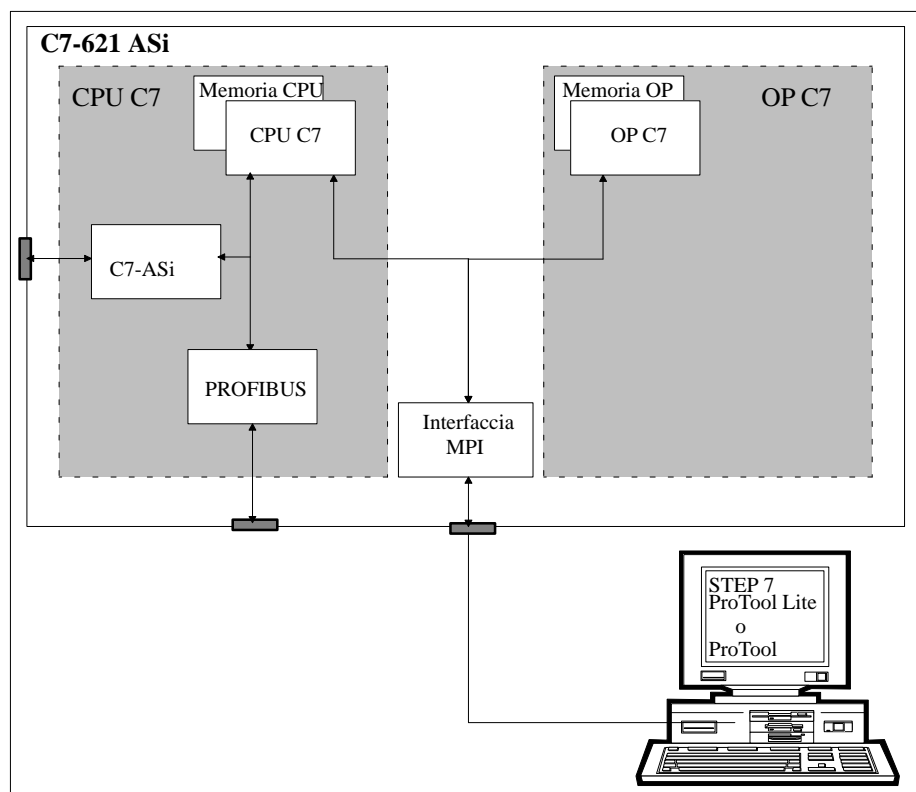 C7-621 ASi
CPU C7
Memoria CPU
CPU C7
Memoria OP
OP C7
OP C7
C7-ASi
PROFIBUS
Interfaccia
MPI
STEP 7
ProTool Lite
o
ProTool